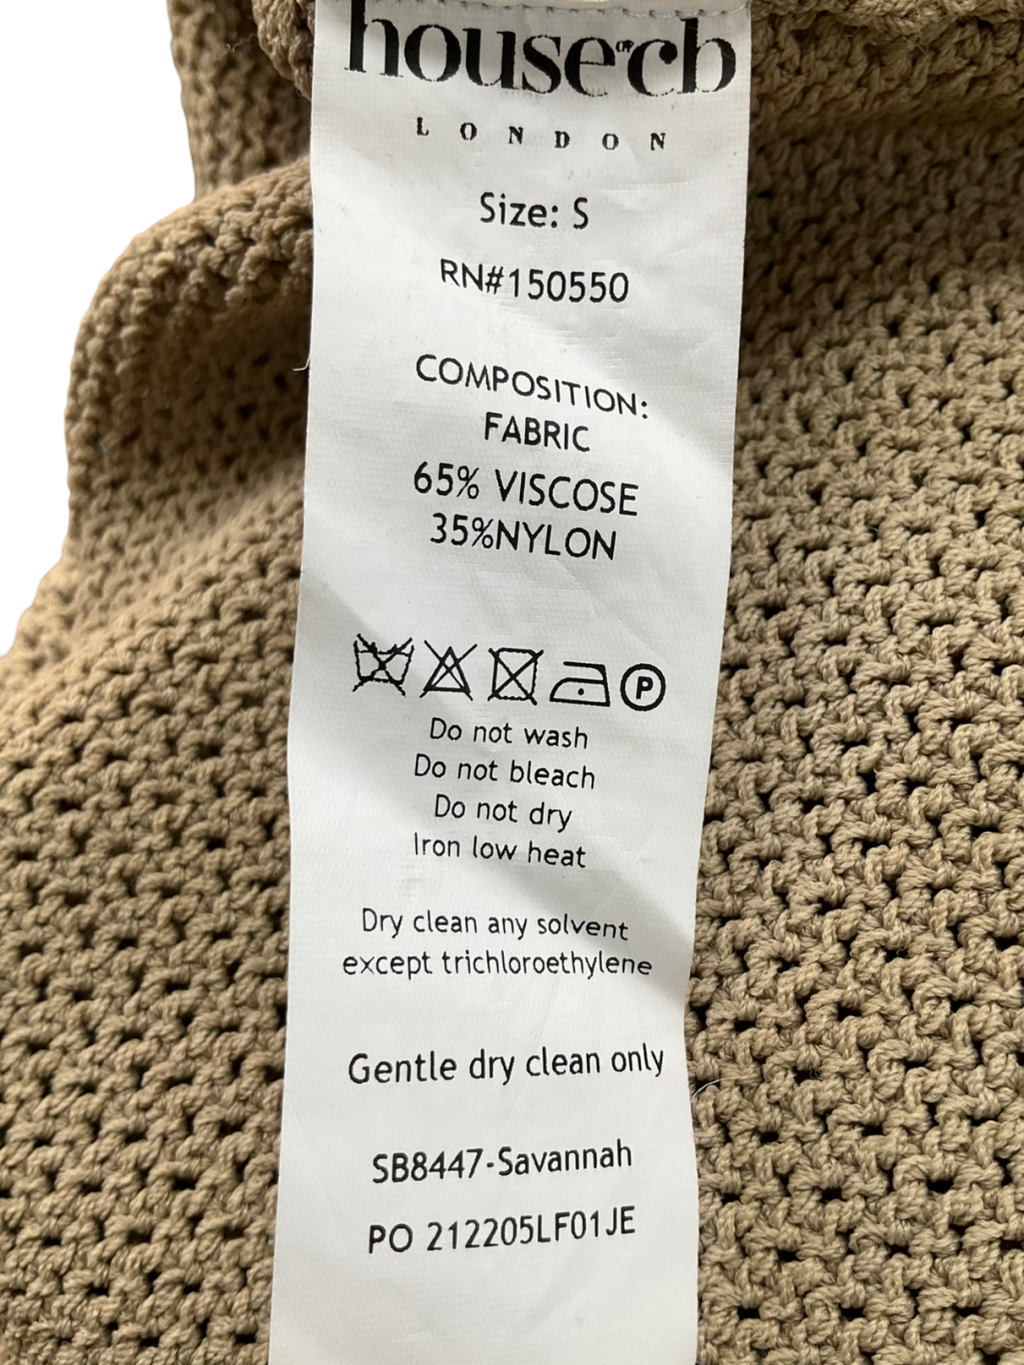 house OF cb
LONDON
Size: S
RN#150550
COMPOSITION:
FABRIC
65% VISCOSE
35%NYLON
P
Do not wash
Do not bleach
Do not dry
Iron low heat
Dry clean any solvent
except trichloroethylene
Gentle dry clean only
SB8447-Savannah
PO 212205LF01JE